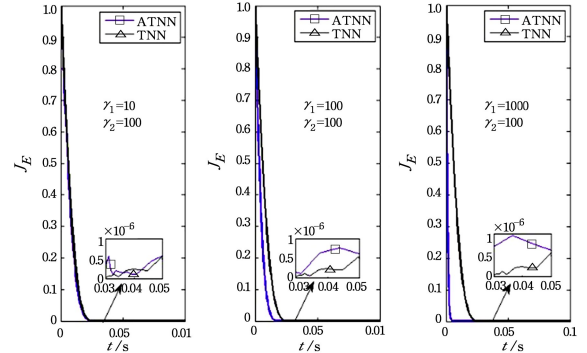 1.0
0.9
0.8
0.7
0.6
0.5
0.4
0.3
0.2
0.1
0
J_E
ATNN
TNN
γ₁=10
γ₂=100
×10⁻⁶
1
0.5
0
0.03 0.04 0.05
0 0.05 0.01
t/s
1.0
0.9
0.8
0.7
0.6
0.5
0.4
0.3
0.2
0.1
0
J_E
ATNN
TNN
γ₁=100
γ₂=100
×10⁻⁶
1
0.5
0
0.03 0.04 0.05
0 0.05 0.01
t/s
1.0
0.9
0.8
0.7
0.6
0.5
0.4
0.3
0.2
0.1
0
J_E
ATNN
TNN
γ₁=1000
γ₂=100
×10⁻⁶
1
0.5
0
0.03 0.04 0.05
0 0.05 0.1
t/s